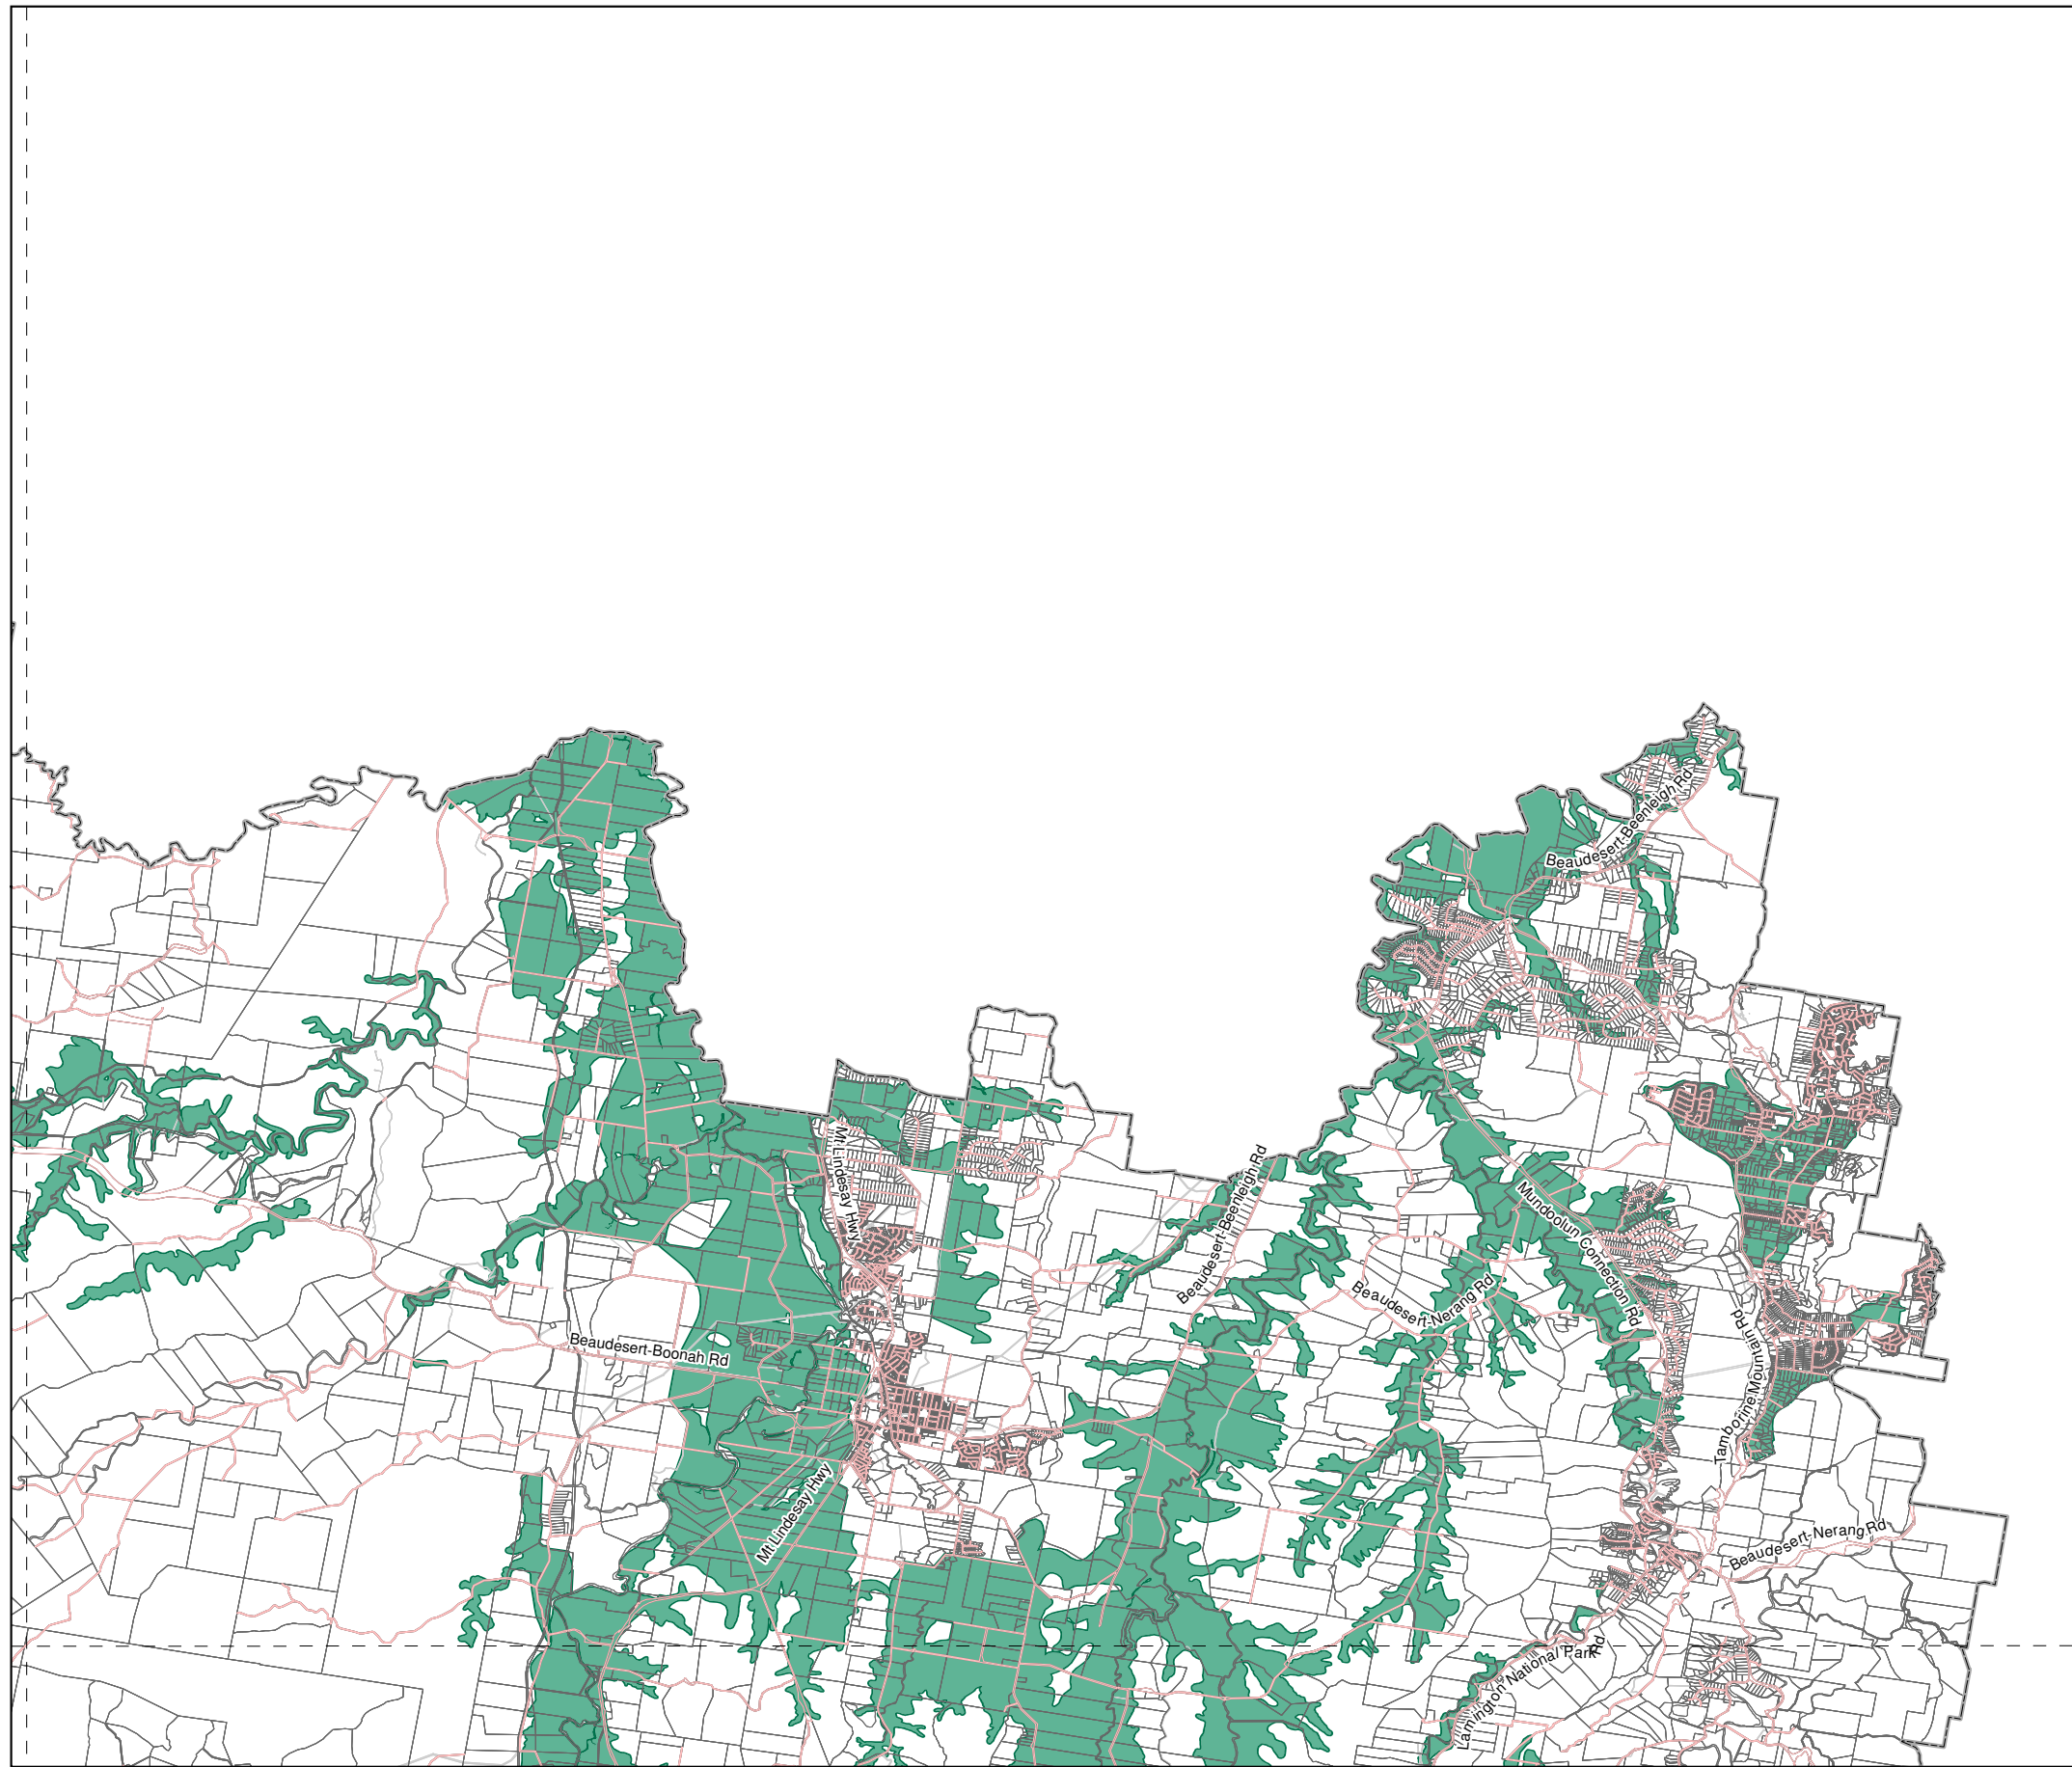 Beaudesert-Beenleigh Rd
Mt Lindesay Hwy
Beaudesert-Beenleigh Rd
Mundoolun Connection Rd
Beaudesert-Nerang Rd
Beaudesert-Boonah Rd
Tamborine Mountain Rd
Mt Lindesay Hwy
Beaudesert-Nerang Rd
Lamington National Park Rd